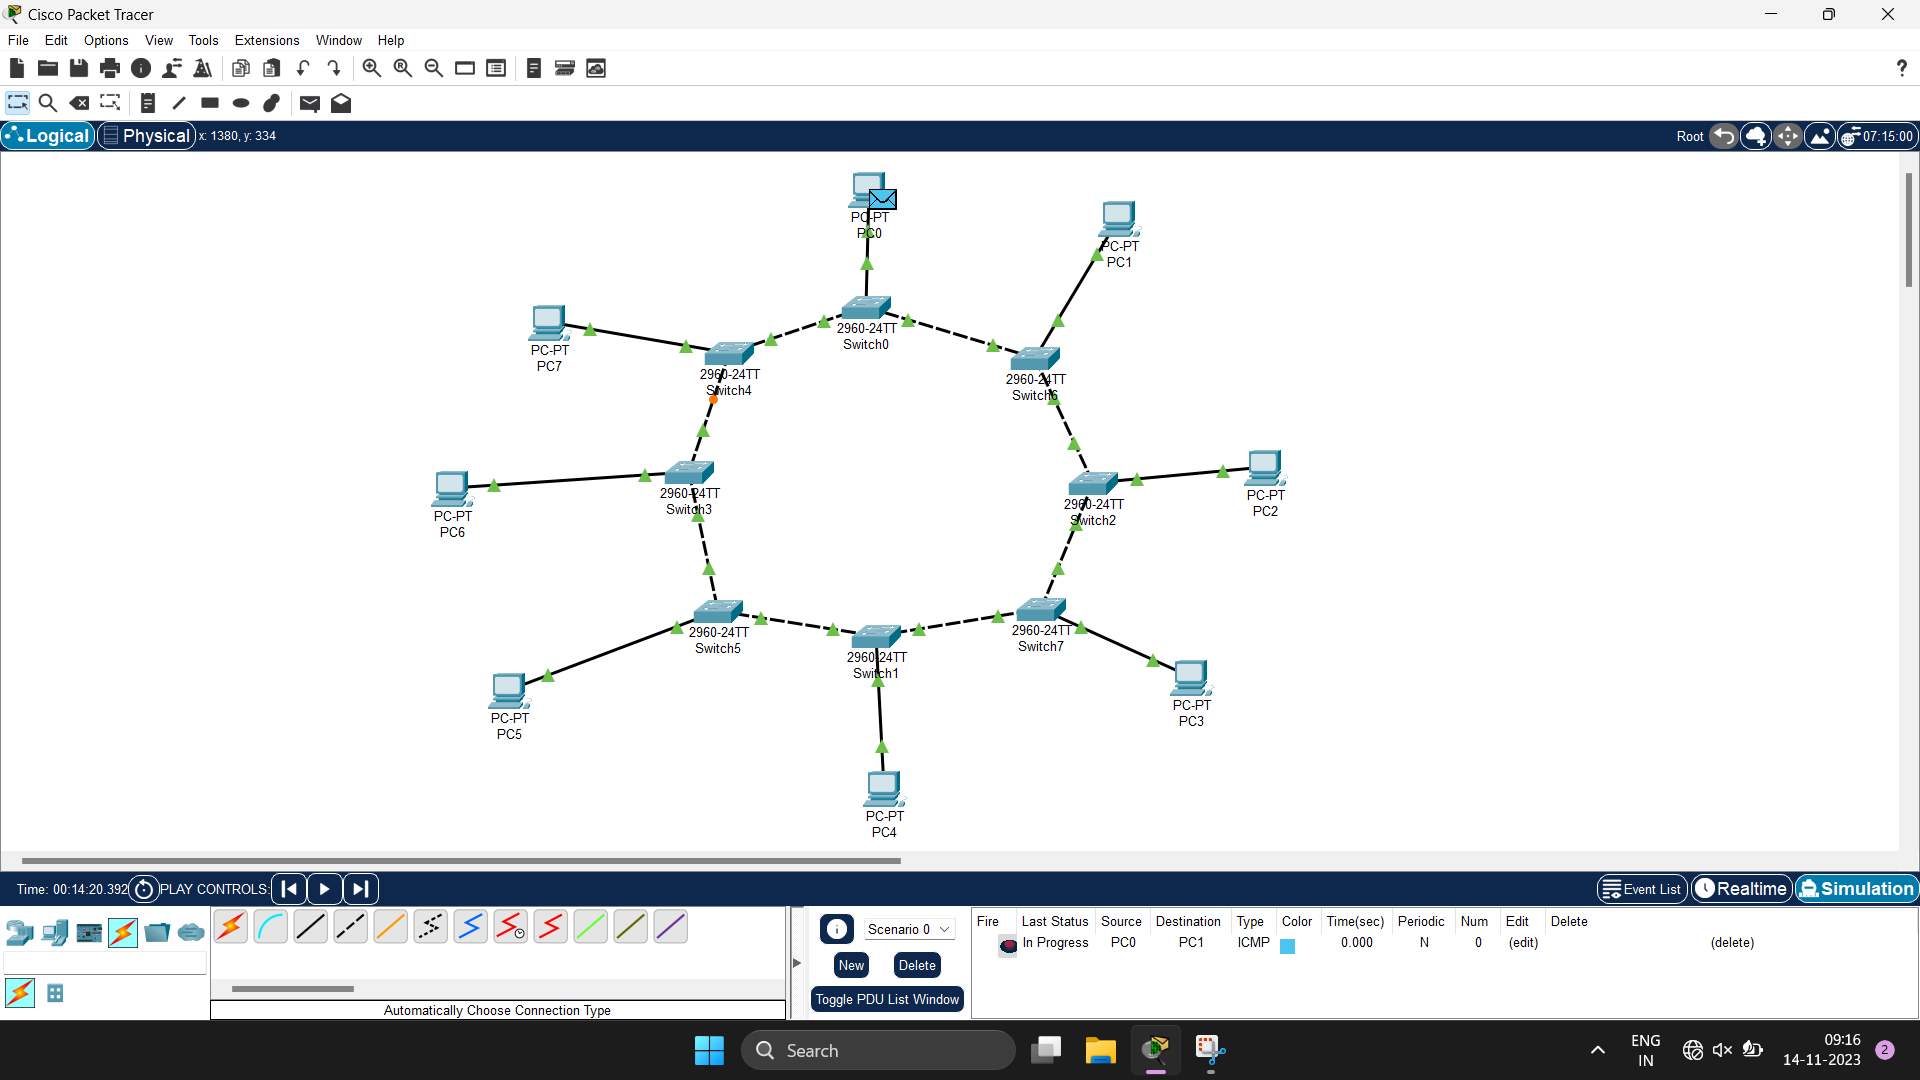 Cisco Packet Tracer
File Edit Options View Tools Extensions Window Help
?
Logical Physical x: 1380, y: 334 Root 07:15:00
PC-PT
PC0
PC-PT
PC1
2960-24TT
Switch0
PC-PT
PC7
2960-24TT
Switch4
2960-24TT
Switch6
PC-PT
PC6
2960-24TT
Switch3
2960-24TT
Switch2
PC-PT
PC2
2960-24TT
Switch5
2960-24TT
Switch1
2960-24TT
Switch7
PC-PT
PC5
PC-PT
PC3
PC-PT
PC4
Time: 00:14:20.392 PLAY CONTROLS: Event List Realtime Simulation
Scenario 0
New Delete
Toggle PDU List Window
Fire Last Status Source Destination Type Color Time(sec) Periodic Num Edit Delete
In Progress PC0 PC1 ICMP 0.000 N 0 (edit) (delete)
Automatically Choose Connection Type
Search
ENG
IN
09:16
14-11-2023
2